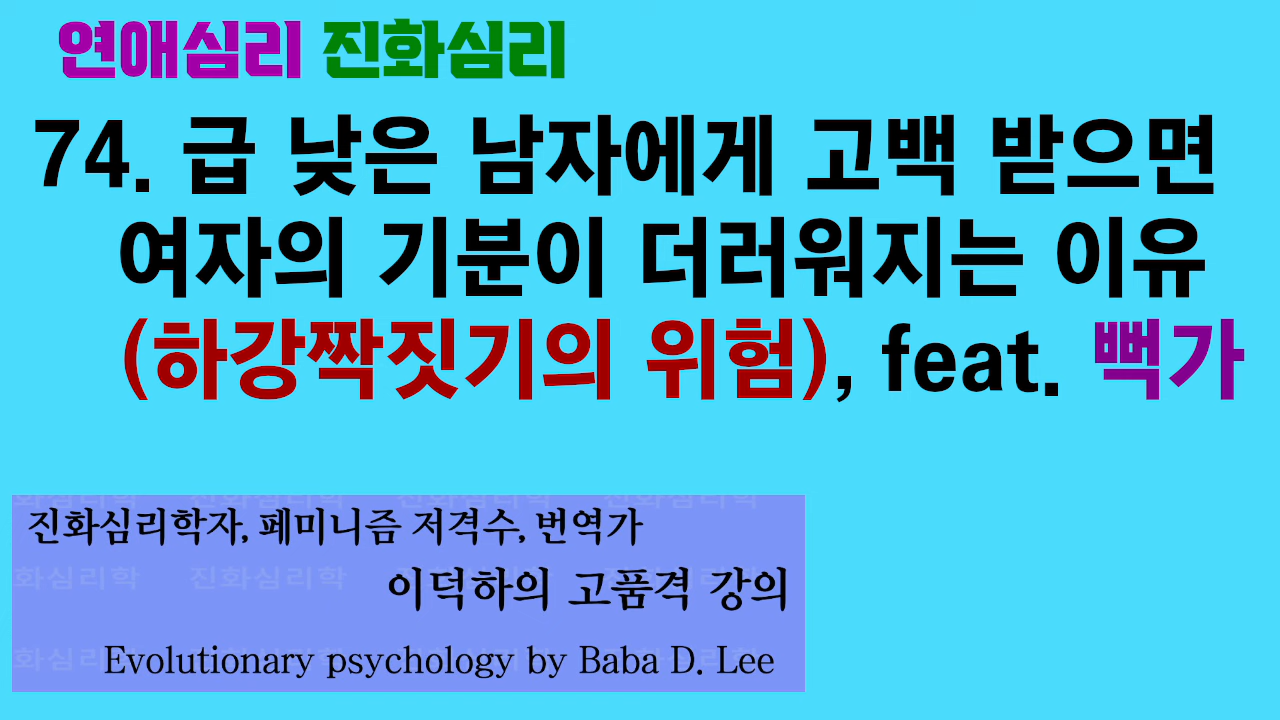 연애심리 진화심리
74. 급 낮은 남자에게 고백 받으면
여자의 기분이 더러워지는 이유
(하강짝짓기의 위험), feat. 뻑가
진화심리학자, 페미니즘 저격수, 번역가
이덕하의 고품격 강의
Evolutionary psychology by Baba D. Lee